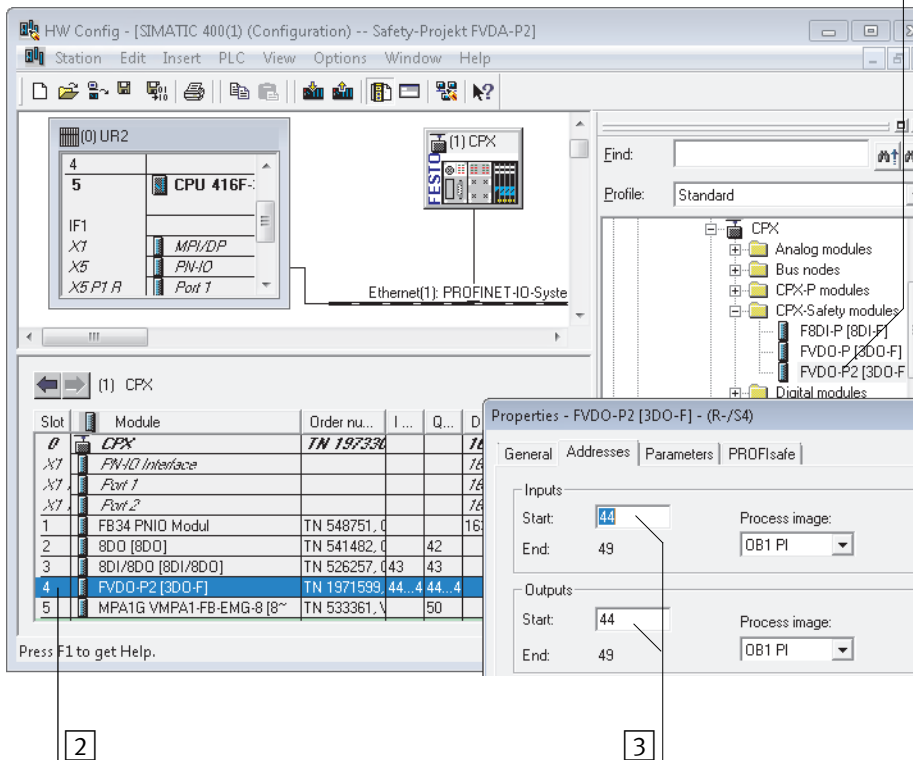 HW Config - [SIMATIC 400(1) (Configuration) -- Safety-Projekt FVDA-P2]
Station Edit Insert PLC View Options Window Help
(0) UR2
4
5 CPU 416F-
IF1
X1 MPI/DP
X5 PN-IO
X5 P1 R Port 1
(1) CPX
FESTO
Ethernet(1): PROFINET-IO-Syste
Find:
Profile: Standard
CPX
Analog modules
Bus nodes
CPX-P modules
CPX-Safety modules
F8DI-P [8DI-F]
FVDO-P [3DO-F]
FVDO-P2 [3DO-F
Digital modules
(1) CPX
Slot Module Order nu... I ... Q... D
0 CPX TN 197330 16
X1 PN-IO Interface 16
X1 Port 1 16
X1 Port 2 16
1 FB34 PNIO Modul TN 548751, 0 163
2 8DO [8DO] TN 541482, 0 42
3 8DI/8DO [8DI/8DO] TN 526257, 0 43 43
4 FVDO-P2 [3DO-F] TN 1971599, 44...4 44...4
5 MPA1G VMPA1-FB-EMG-8 [8~ TN 533361, V 50
Press F1 to get Help.
Properties - FVDO-P2 [3DO-F] - (R-/S4)
General Addresses Parameters PROFIsafe
Inputs
Start: 44 Process image:
End: 49 OB1 PI
Outputs
Start: 44 Process image:
End: 49 OB1 PI
2 3